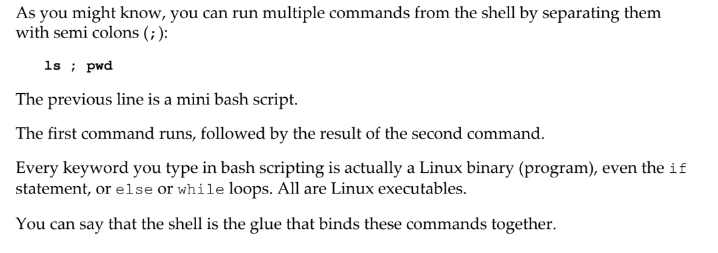 As you might know, you can run multiple commands from the shell by separating them
with semi colons (;):
ls ; pwd
The previous line is a mini bash script.
The first command runs, followed by the result of the second command.
Every keyword you type in bash scripting is actually a Linux binary (program), even the if
statement, or else or while loops. All are Linux executables.
You can say that the shell is the glue that binds these commands together.